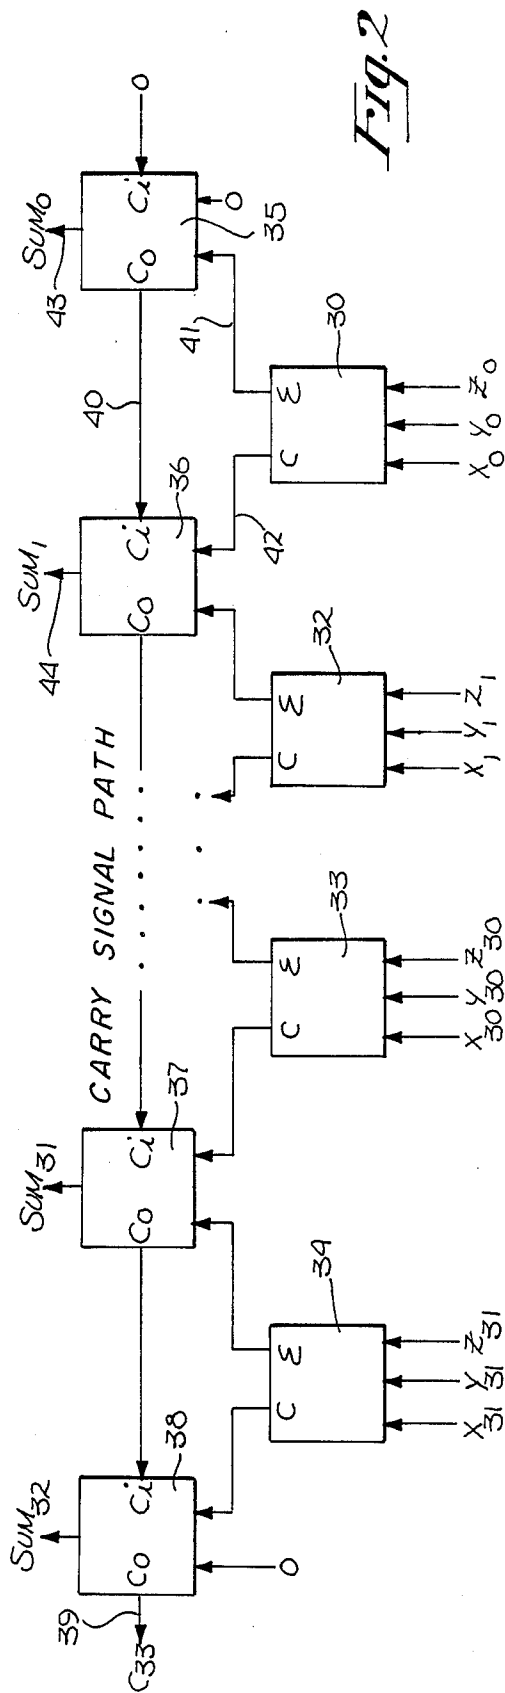 SUM32
SUM31
SUM1
SUM0
39
44
43
CARRY SIGNAL PATH
40
C33
Co
Ci
Co
Ci
Co
Ci
Co
Ci
0
38
37
36
0
35
41
42
0
C
Σ
34
C
Σ
33
C
Σ
32
C
Σ
30
X31
Y31
Z31
X30
Y30
Z30
X1
Y1
Z1
X0
Y0
Z0
Fig. 2